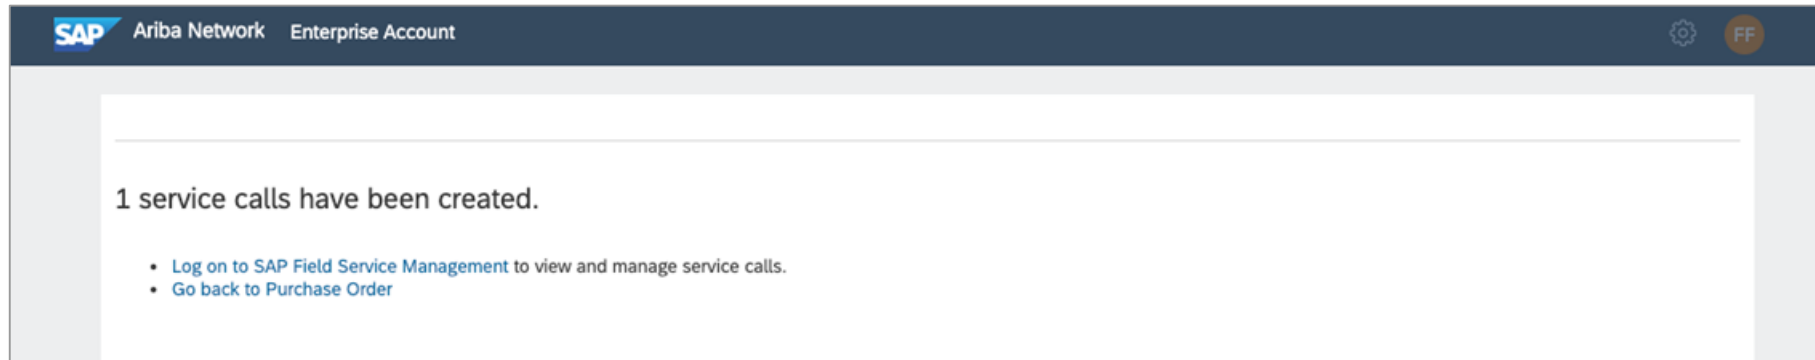 SAP Ariba Network Enterprise Account FF
1 service calls have been created.
• Log on to SAP Field Service Management to view and manage service calls.
• Go back to Purchase Order